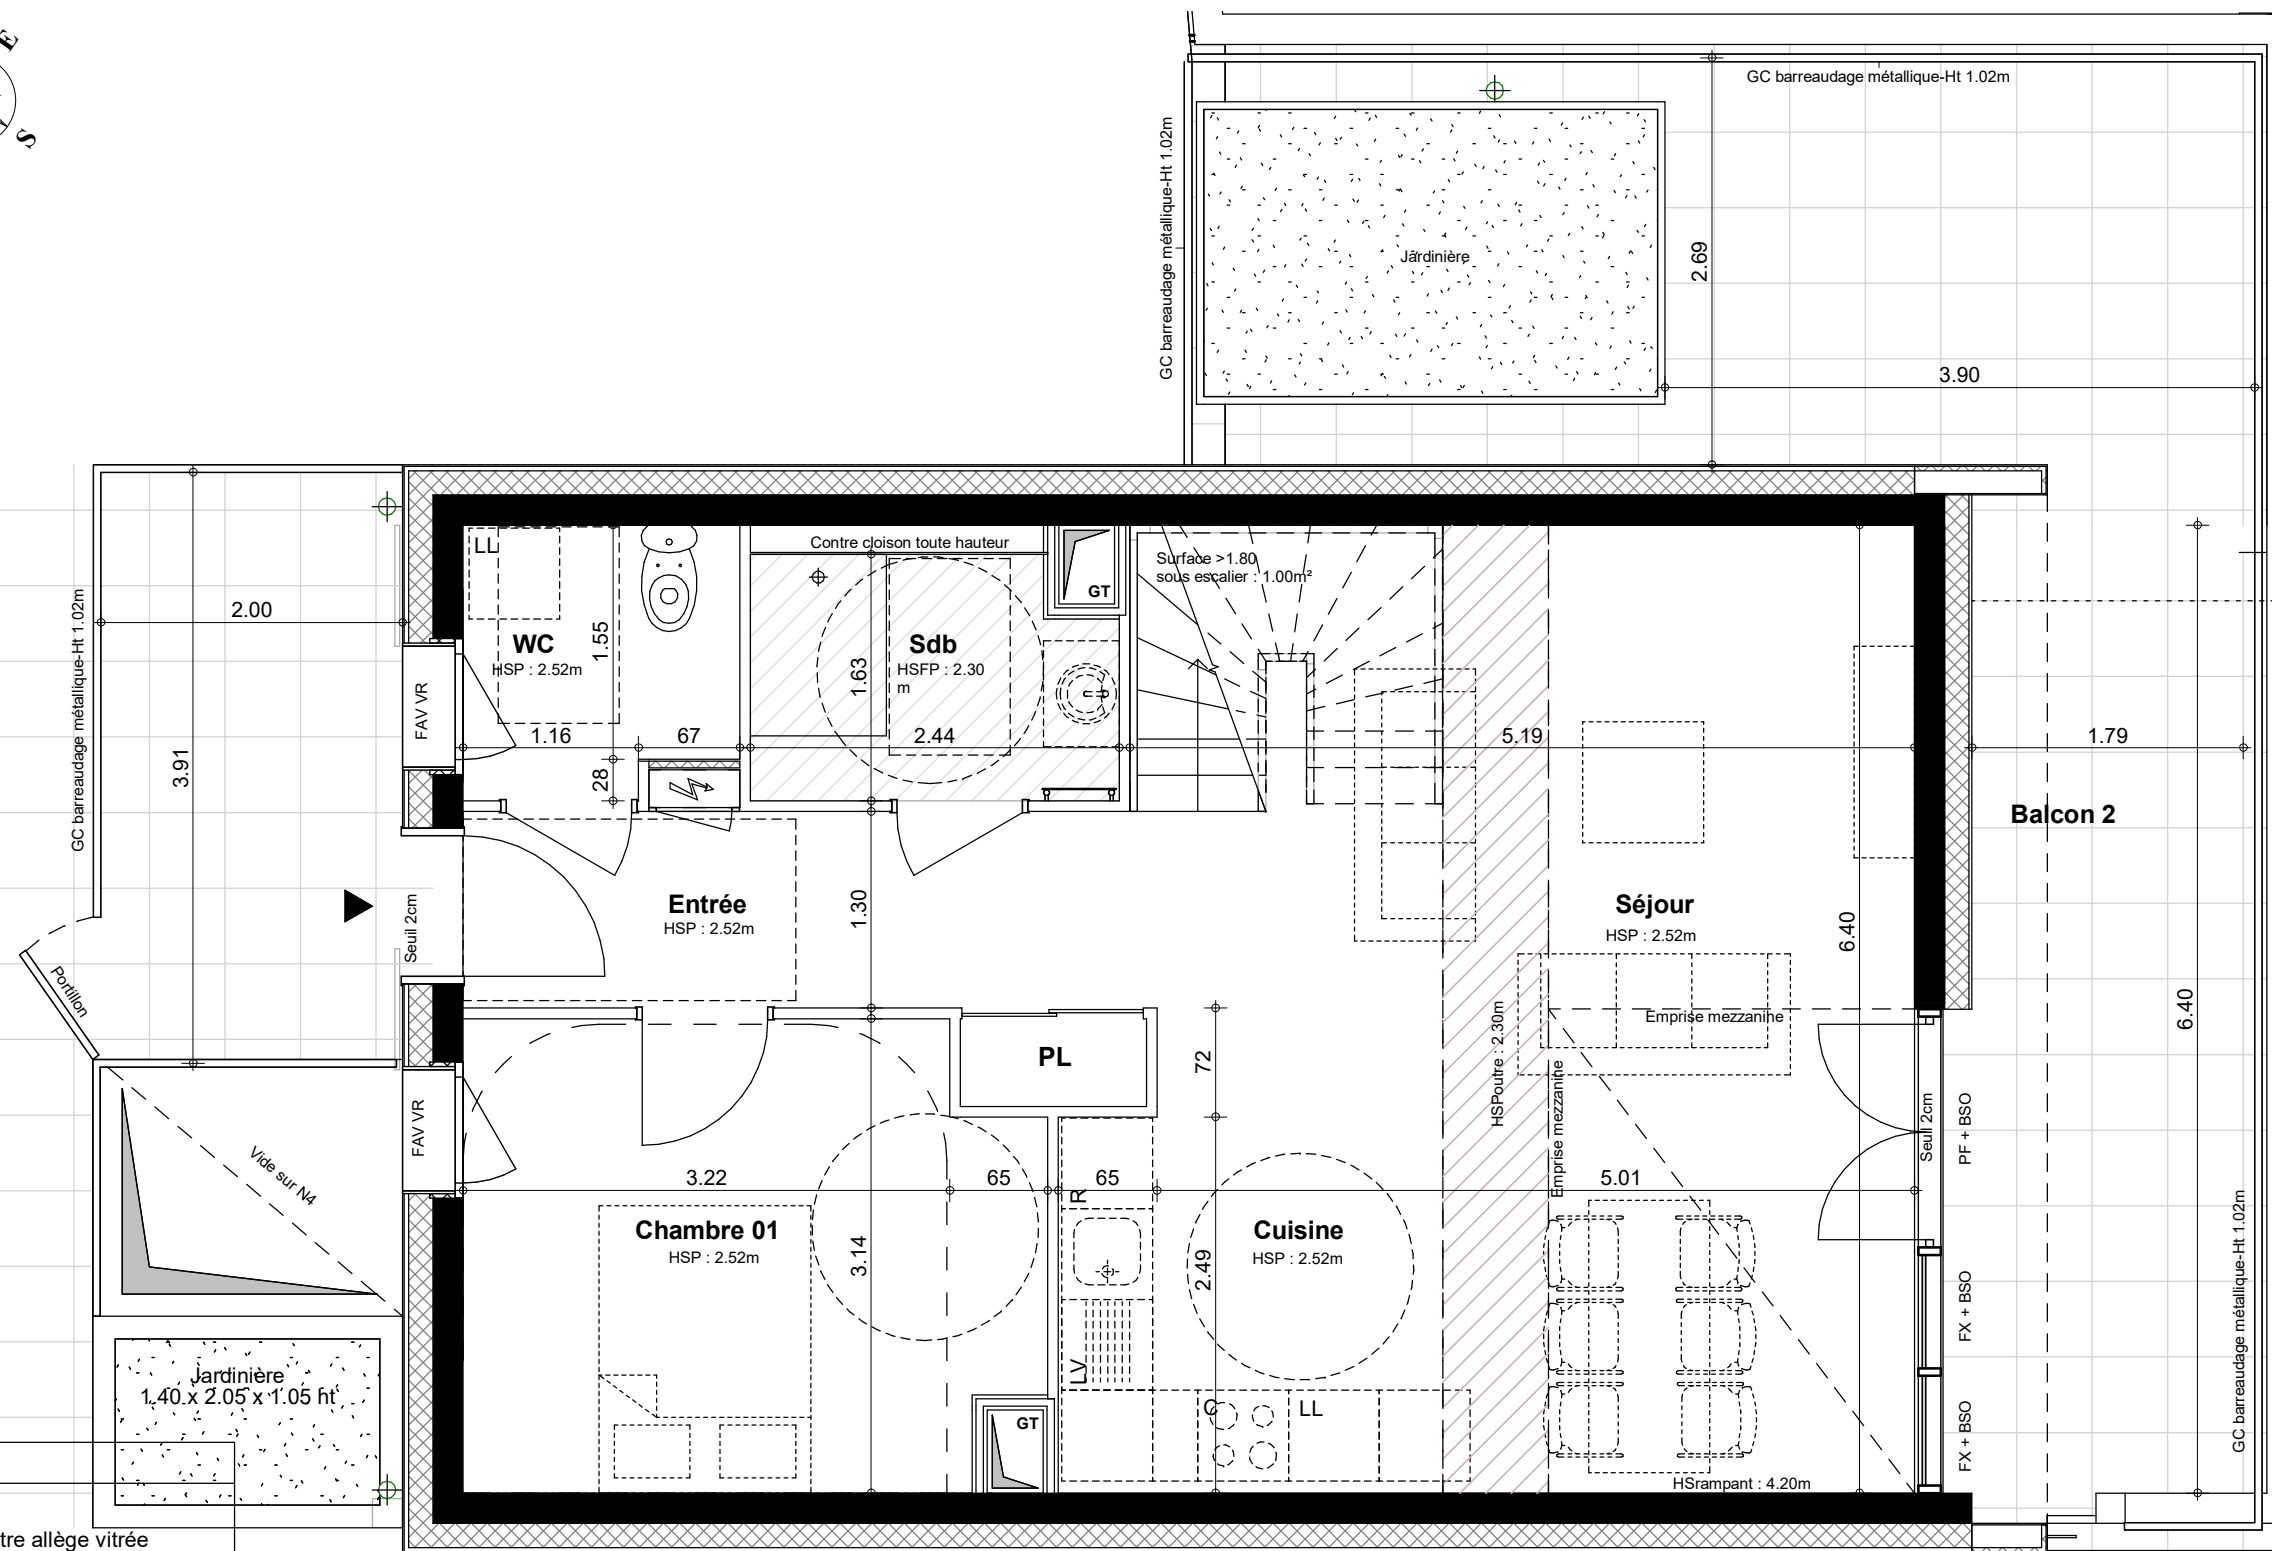 E
S
GC barreaudage métallique-Ht 1.02m
GC barreaudage métallique-Ht 1.02m
Jardinière
2.69
3.90
GC barreaudage métallique-Ht 1.02m
2.00
3.91
FAV VR
LL
WC
HSP : 2.52m
1.55
1.16
67
28
Contre cloison toute hauteur
GT
Sdb
HSFP : 2.30
m
1.63
2.44
Surface >1.80
sous escalier : 1.00m²
5.19
1.79
Balcon 2
Seuil 2cm
Entrée
HSP : 2.52m
1.30
Séjour
HSP : 2.52m
6.40
6.40
Portillon
PL
72
HSPoutre : 2.30m
Emprise mezzanine
Emprise mezzanine
Seuil 2cm
PF + BSO
FAV VR
Vide sur N4
3.22
65
65
5.01
R
Chambre 01
HSP : 2.52m
3.14
Cuisine
HSP : 2.52m
2.49
FX + BSO
GC barreaudage métallique-Ht 1.02m
LV
Jardinière
1.40 x 2.05 x 1.05 ht
GT
C
LL
FX + BSO
HSrampant : 4.20m
tre allège vitrée